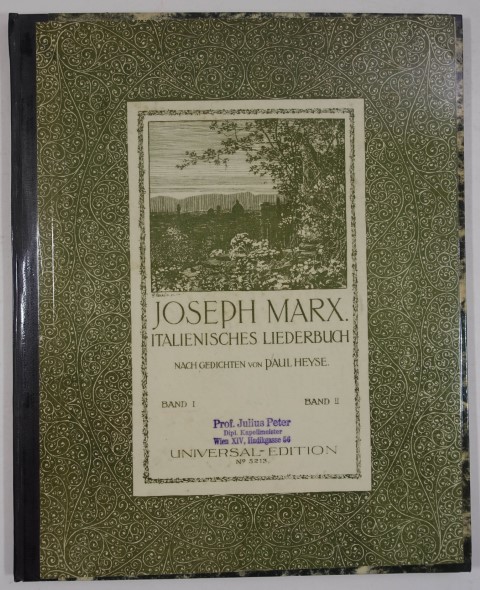 JOSEPH MARX.
ITALIENISCHES LIEDERBUCH
NACH GEDICHTEN VON PAUL HEYSE.
BAND I BAND II
Prof. Julius Peter
Dipl. Kapellmeister
Wien XIV, Hadikgasse 56
UNIVERSAL-EDITION
No 5213.